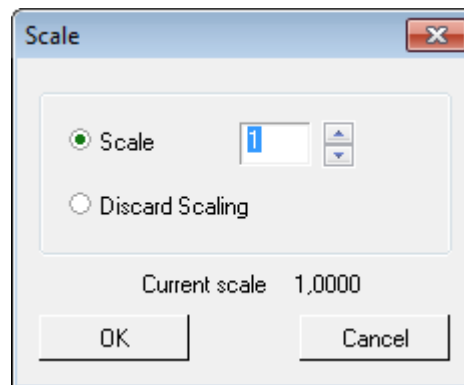 Scale
Scale 1
Discard Scaling
Current scale 1,0000
OK Cancel